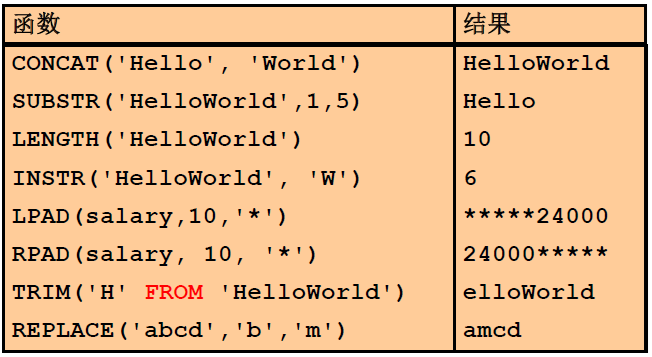 函数 结果
CONCAT('Hello', 'World') HelloWorld
SUBSTR('HelloWorld',1,5) Hello
LENGTH('HelloWorld') 10
INSTR('HelloWorld', 'W') 6
LPAD(salary,10,'*') *****24000
RPAD(salary, 10, '*') 24000*****
TRIM('H' FROM 'HelloWorld') elloWorld
REPLACE('abcd','b','m') amcd